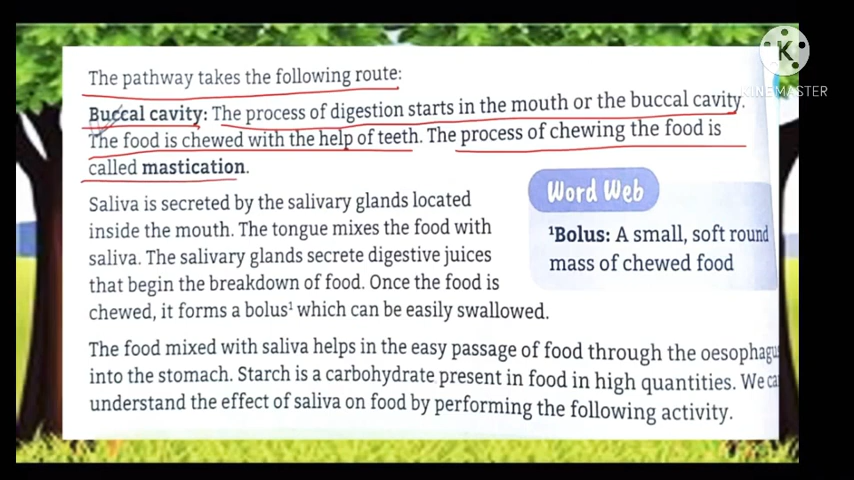 The pathway takes the following route:
Buccal cavity: The process of digestion starts in the mouth or the buccal cavity.
The food is chewed with the help of teeth. The process of chewing the food is
called mastication.
Saliva is secreted by the salivary glands located
inside the mouth. The tongue mixes the food with
saliva. The salivary glands secrete digestive juices
that begin the breakdown of food. Once the food is
chewed, it forms a bolus¹ which can be easily swallowed.
Word Web
¹Bolus: A small, soft round
mass of chewed food
The food mixed with saliva helps in the easy passage of food through the oesophagu
into the stomach. Starch is a carbohydrate present in food in high quantities. We ca
understand the effect of saliva on food by performing the following activity.
K
KINEMASTER